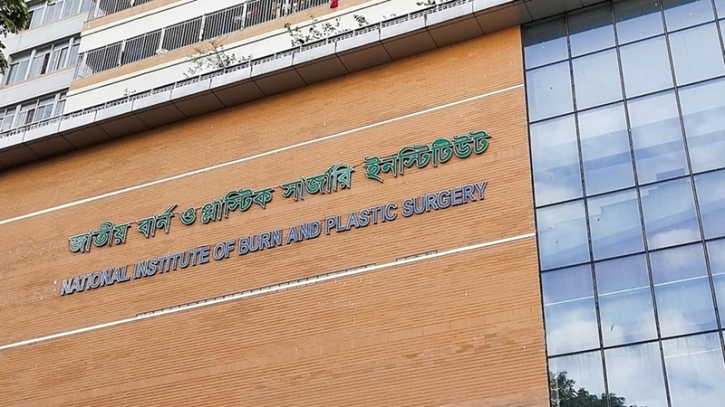 জাতীয় বার্ন ও প্লাস্টিক সার্জারি ইনস্টিটিউট
NATIONAL INSTITUTE OF BURN AND PLASTIC SURGERY